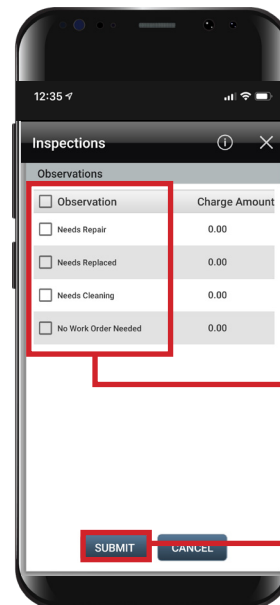 12:35
Inspections
Observations
Observation Charge Amount
Needs Repair 0.00
Needs Replaced 0.00
Needs Cleaning 0.00
No Work Order Needed 0.00
SUBMIT CANCEL